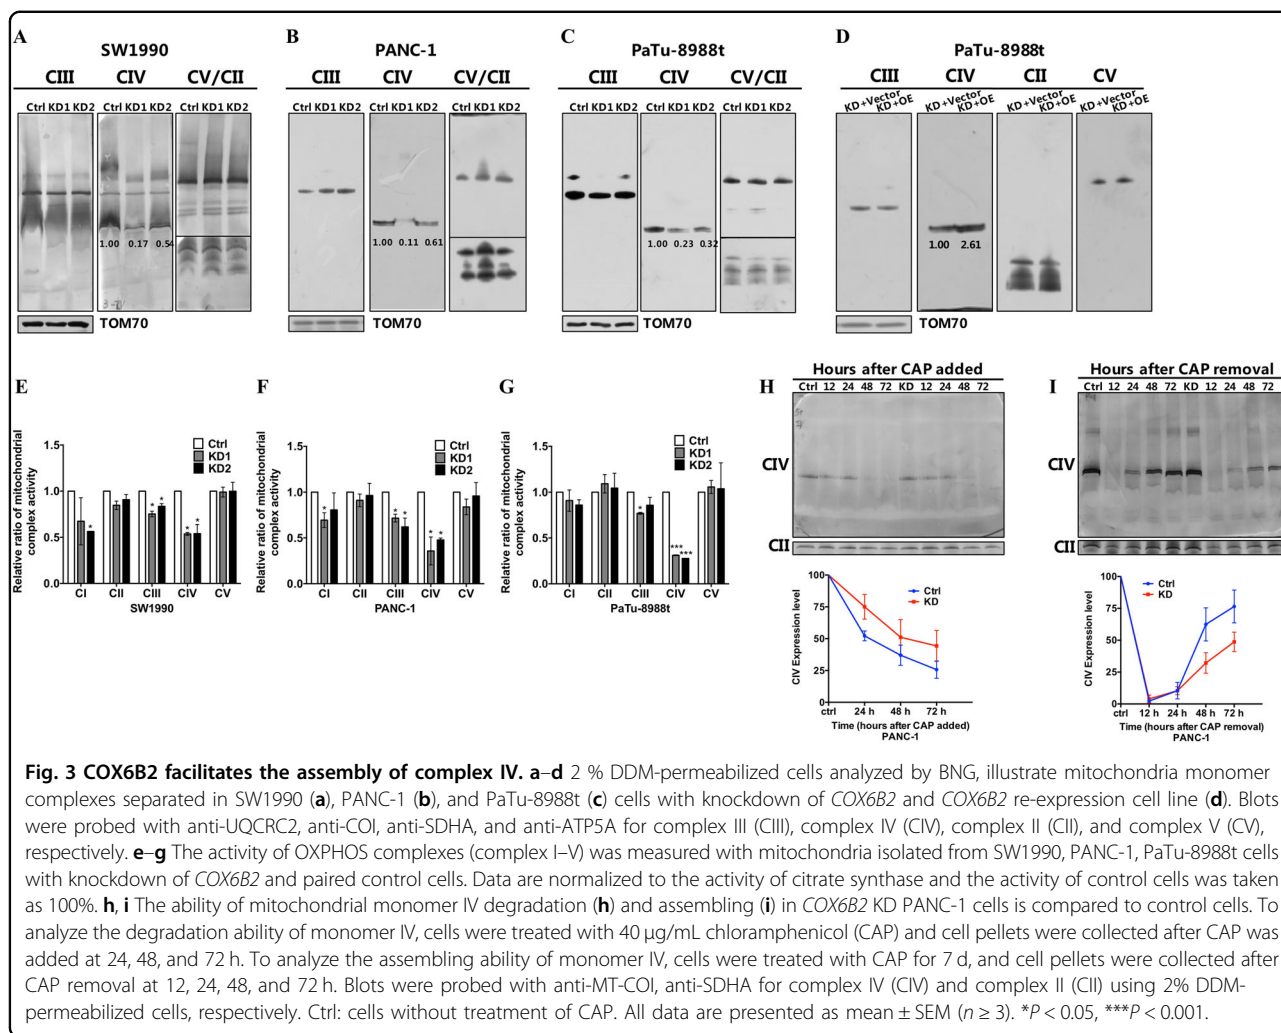 A
SW1990
CIII CIV CV/CII
Ctrl KD1 KD2 Ctrl KD1 KD2 Ctrl KD1 KD2
1.00 0.17 0.54
TOM70
B
PANC-1
CIII CIV CV/CII
Ctrl KD1 KD2 Ctrl KD1 KD2 Ctrl KD1 KD2
1.00 0.11 0.61
TOM70
C
PaTu-8988t
CIII CIV CV/CII
Ctrl KD1 KD2 Ctrl KD1 KD2 Ctrl KD1 KD2
1.00 0.23 0.32
TOM70
D
PaTu-8988t
CIII CIV CII CV
KD+Vector KD+OE KD+Vector KD+OE KD+Vector KD+OE KD+Vector KD+OE
1.00 2.61
TOM70
E
Relative ratio of mitochondrial
complex activity
1.5
1.0
0.5
0.0
Ctrl
KD1
KD2
* * * * *
CI CII CIII CIV CV
SW1990
F
Relative ratio of mitochondrial
complex activity
1.5
1.0
0.5
0.0
Ctrl
KD1
KD2
* * * * *
CI CII CIII CIV CV
PANC-1
G
Relative ratio of mitochondrial
complex activity
1.5
1.0
0.5
0.0
Ctrl
KD1
KD2
* *** ***
CI CII CIII CIV CV
PaTu-8988t
H
Hours after CAP added
Ctrl 12 24 48 72 KD 12 24 48 72
CIV
CII
CIV Expression level
100
75
50
25
0
Ctrl
KD
ctrl 24 h 48 h 72 h
Time (hours after CAP added)
PANC-1
I
Hours after CAP removal
Ctrl 12 24 48 72 KD 12 24 48 72
CIV
CII
CIV Expression level
100
75
50
25
0
Ctrl
KD
ctrl 12 h 24 h 48 h 72 h
Time (hours after CAP removal)
PANC-1
Fig. 3 COX6B2 facilitates the assembly of complex IV. a–d 2 % DDM-permeabilized cells analyzed by BNG, illustrate mitochondria monomer
complexes separated in SW1990 (a), PANC-1 (b), and PaTu-8988t (c) cells with knockdown of COX6B2 and COX6B2 re-expression cell line (d). Blots
were probed with anti-UQCRC2, anti-COI, anti-SDHA, and anti-ATP5A for complex III (CIII), complex IV (CIV), complex II (CII), and complex V (CV),
respectively. e–g The activity of OXPHOS complexes (complex I–V) was measured with mitochondria isolated from SW1990, PANC-1, PaTu-8988t cells
with knockdown of COX6B2 and paired control cells. Data are normalized to the activity of citrate synthase and the activity of control cells was taken
as 100%. h, i The ability of mitochondrial monomer IV degradation (h) and assembling (i) in COX6B2 KD PANC-1 cells is compared to control cells. To
analyze the degradation ability of monomer IV, cells were treated with 40 µg/mL chloramphenicol (CAP) and cell pellets were collected after CAP was
added at 24, 48, and 72 h. To analyze the assembling ability of monomer IV, cells were treated with CAP for 7 d, and cell pellets were collected after
CAP removal at 12, 24, 48, and 72 h. Blots were probed with anti-MT-COI, anti-SDHA for complex IV (CIV) and complex II (CII) using 2% DDM-
permeabilized cells, respectively. Ctrl: cells without treatment of CAP. All data are presented as mean ± SEM (n ≥ 3). *P < 0.05, ***P < 0.001.